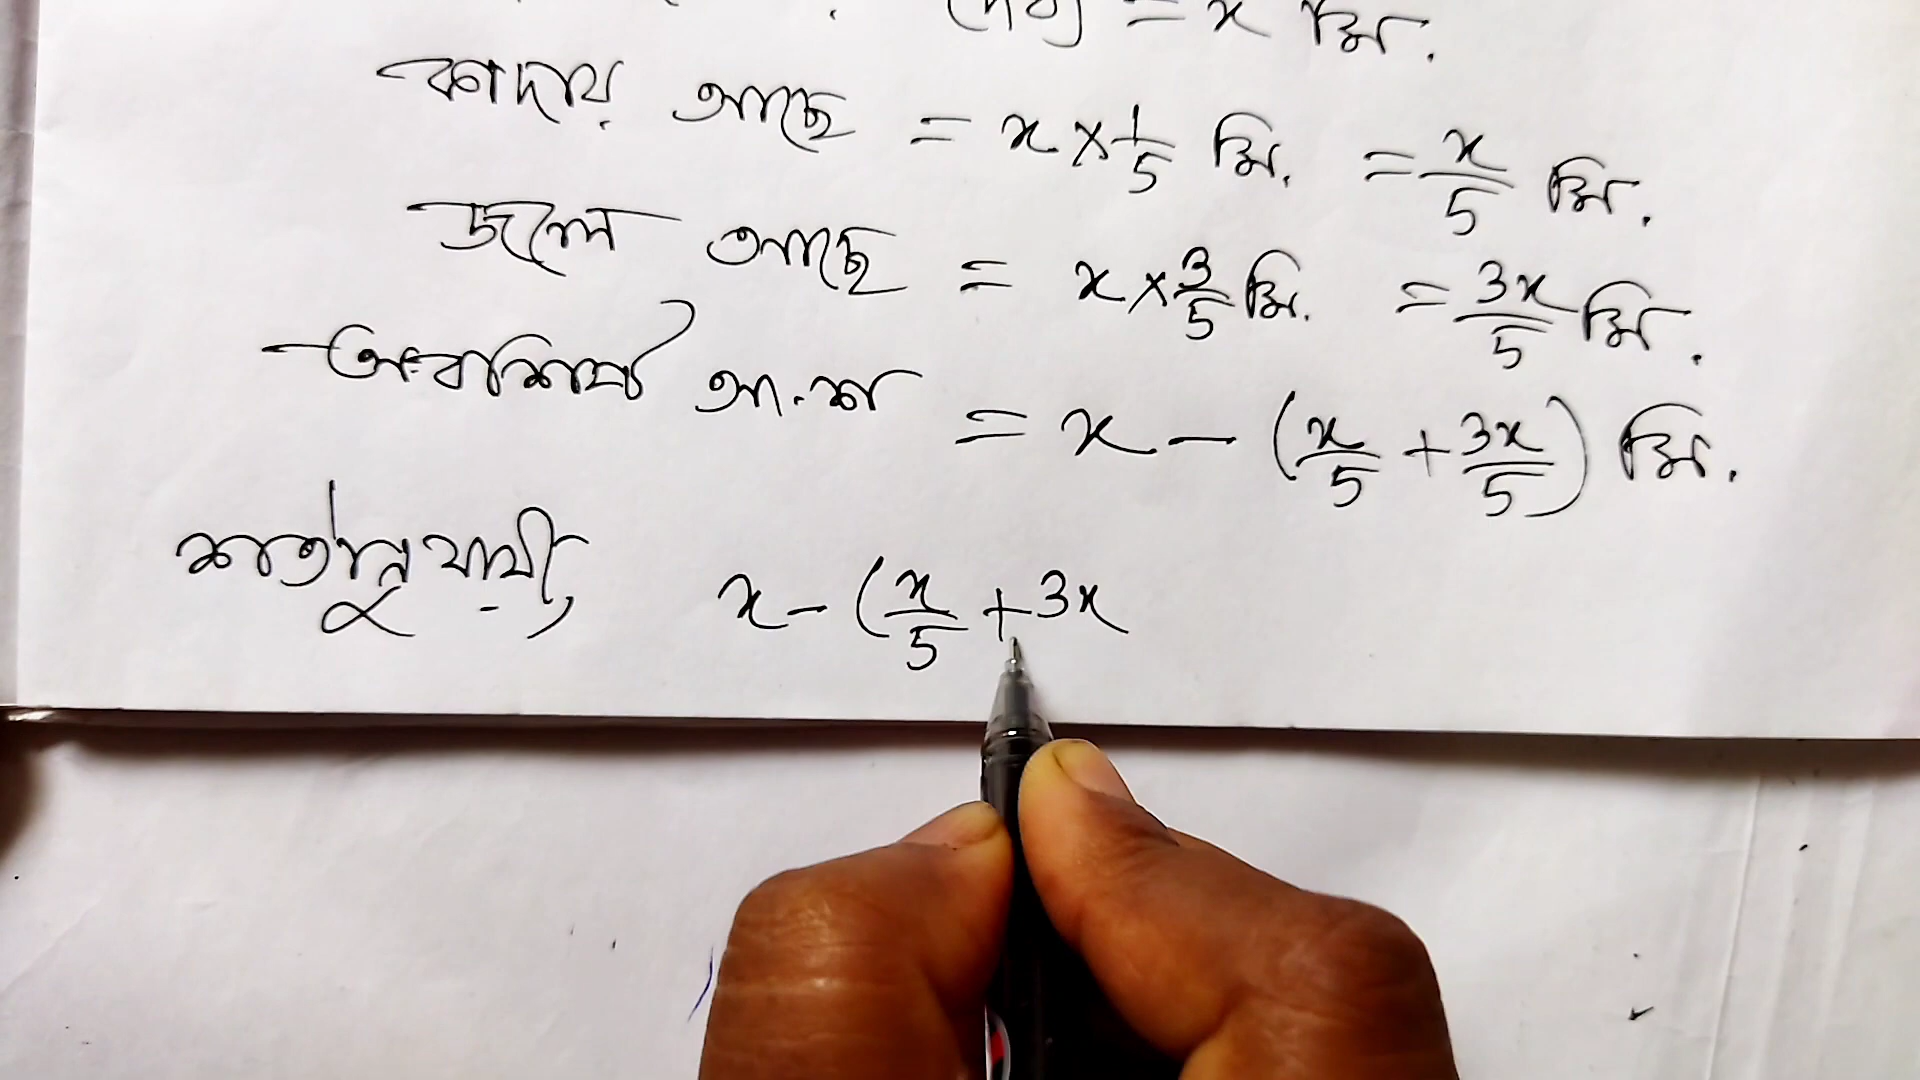 দৈর্ঘ্য = x মি.
কাদায় আছে = x × 1/5 মি. = x/5 মি.
জলে আছে = x × 3/5 মি. = 3x/5 মি.
অবশিষ্ট অংশ = x − (x/5 + 3x/5) মি.
শর্তানুযায়ী, x − (x/5 + 3x